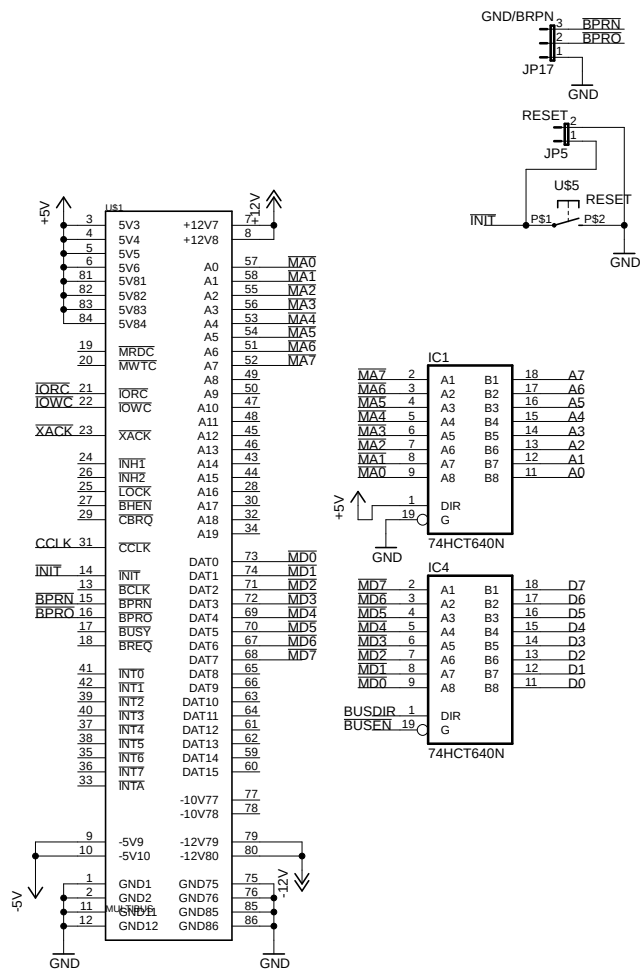 GND/BRPN
3 BPRN
2 BPRO
1
JP17
GND
RESET
2
1
JP5
U$5
RESET
INIT P$1 P$2
GND
U$1
+5V
+12V
3 5V3 +12V7 7
4 5V4 +12V8 8
5 5V5
6 5V6 A0 57 MA0
81 5V81 A1 58 MA1
82 5V82 A2 55 MA2
83 5V83 A3 56 MA3
84 5V84 A4 53 MA4
A5 54 MA5
19 MRDC A6 51 MA6
20 MWTC A7 52 MA7
A8 49
IORC 21 IORC A9 50
IOWC 22 IOWC A10 47
A11 48
XACK 23 XACK A12 45
A13 46
24 INH1 A14 43
26 INH2 A15 44
25 LOCK A16 28
27 BHEN A17 30
29 CBRQ A18 32
A19 34
CCLK 31 CCLK
DAT0 73 MD0
INIT 14 INIT DAT1 74 MD1
13 BCLK DAT2 71 MD2
BPRN 15 BPRN DAT3 72 MD3
BPRO 16 BPRO DAT4 69 MD4
17 BUSY DAT5 70 MD5
18 BREQ DAT6 67 MD6
DAT7 68 MD7
41 INT0 DAT8 65
42 INT1 DAT9 66
39 INT2 DAT10 63
40 INT3 DAT11 64
37 INT4 DAT12 61
38 INT5 DAT13 62
35 INT6 DAT14 59
36 INT7 DAT15 60
33 INTA
-10V77 77
-10V78 78
9 -5V9 -12V79 79
10 -5V10 -12V80 80
-5V
-12V
1 GND1 GND75 75
2 GND2 GND76 76
11 GND11 GND85 85
MULTIBUS
12 GND12 GND86 86
GND
GND
IC1
MA7 2 A1 B1 18 A7
MA6 3 A2 B2 17 A6
MA5 4 A3 B3 16 A5
MA4 5 A4 B4 15 A4
MA3 6 A5 B5 14 A3
MA2 7 A6 B6 13 A2
MA1 8 A7 B7 12 A1
MA0 9 A8 B8 11 A0
+5V
1 DIR
19 G
GND
74HCT640N
IC4
MD7 2 A1 B1 18 D7
MD6 3 A2 B2 17 D6
MD5 4 A3 B3 16 D5
MD4 5 A4 B4 15 D4
MD3 6 A5 B5 14 D3
MD2 7 A6 B6 13 D2
MD1 8 A7 B7 12 D1
MD0 9 A8 B8 11 D0
BUSDIR 1 DIR
BUSEN 19 G
74HCT640N